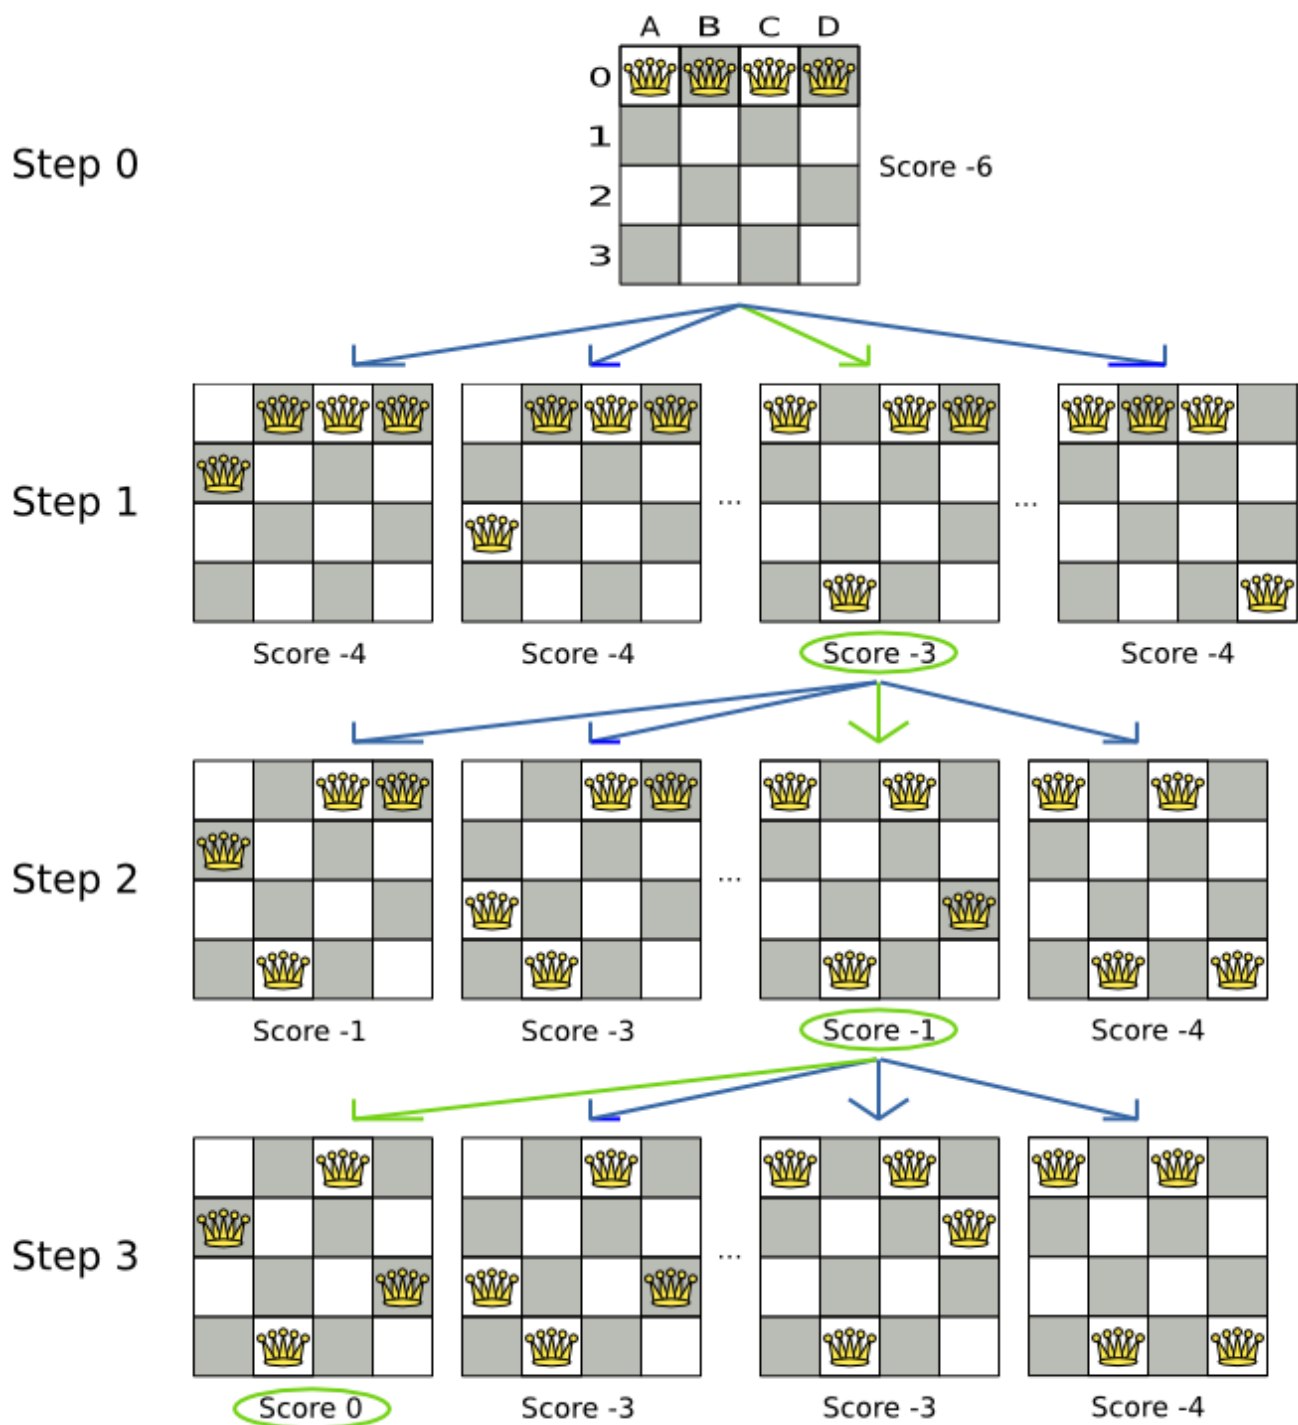 A B C D
0
1
Step 0
Score -6
2
3
Step 1
...
...
Score -4
Score -4
Score -3
Score -4
Step 2
...
Score -1
Score -3
Score -1
Score -4
Step 3
...
Score 0
Score -3
Score -3
Score -4